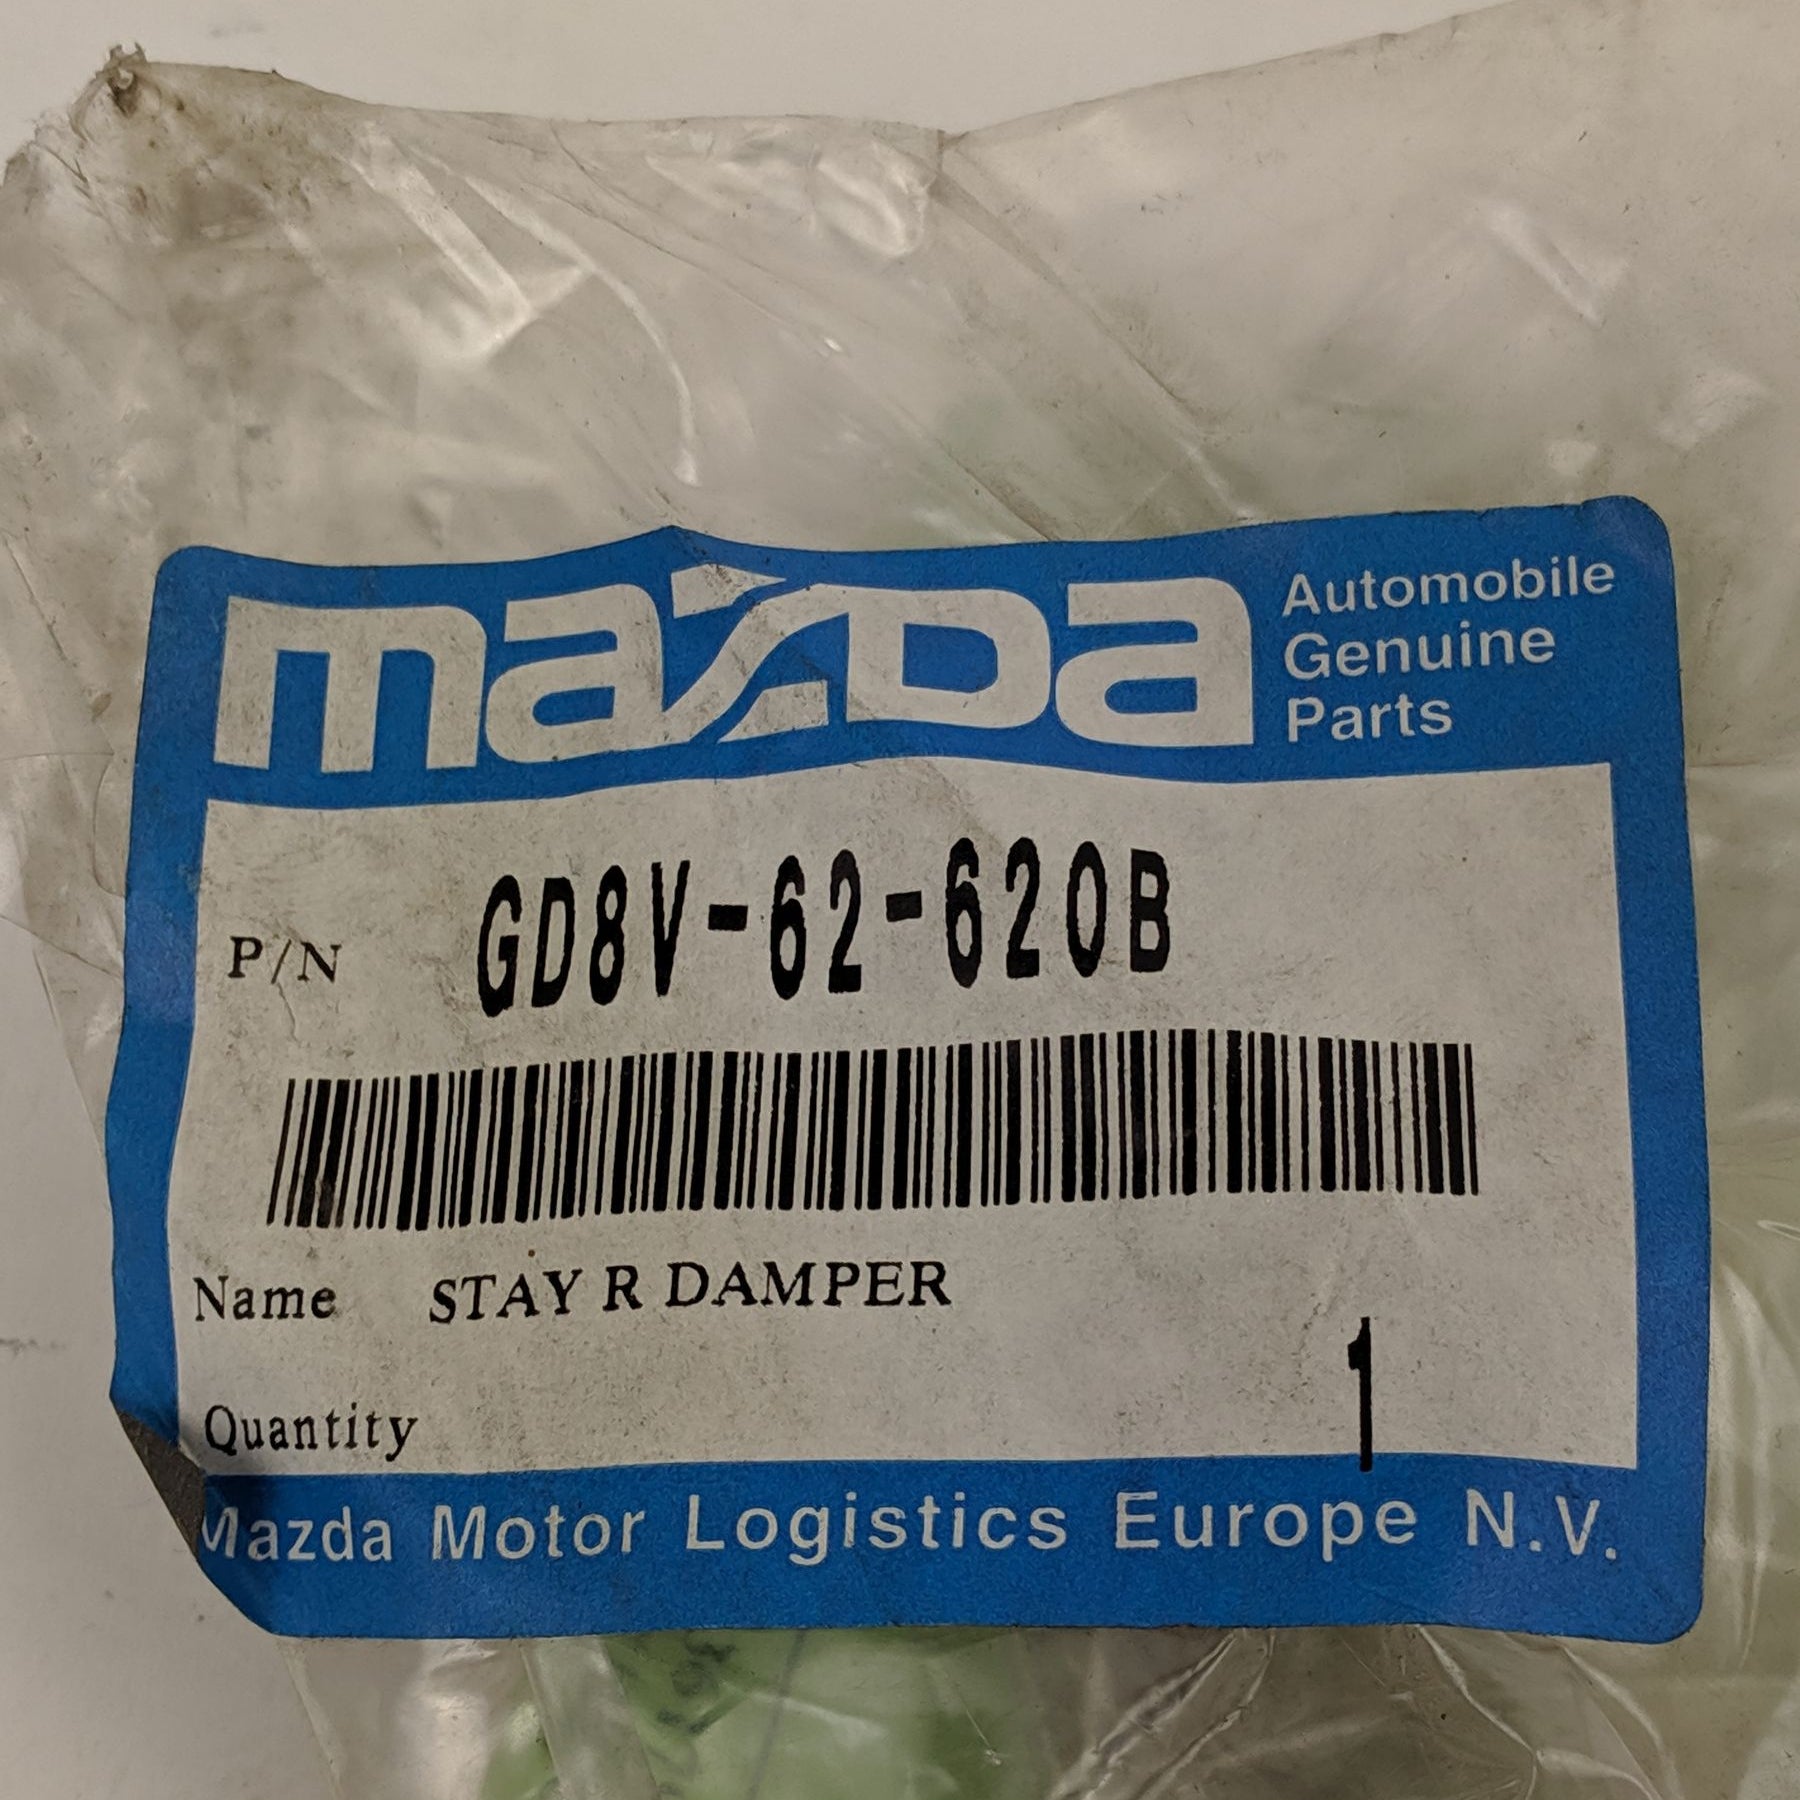 mazda
Automobile
Genuine
Parts
P/N GD8V-62-620B
Name STAY R DAMPER
Quantity 1
Mazda Motor Logistics Europe N.V.